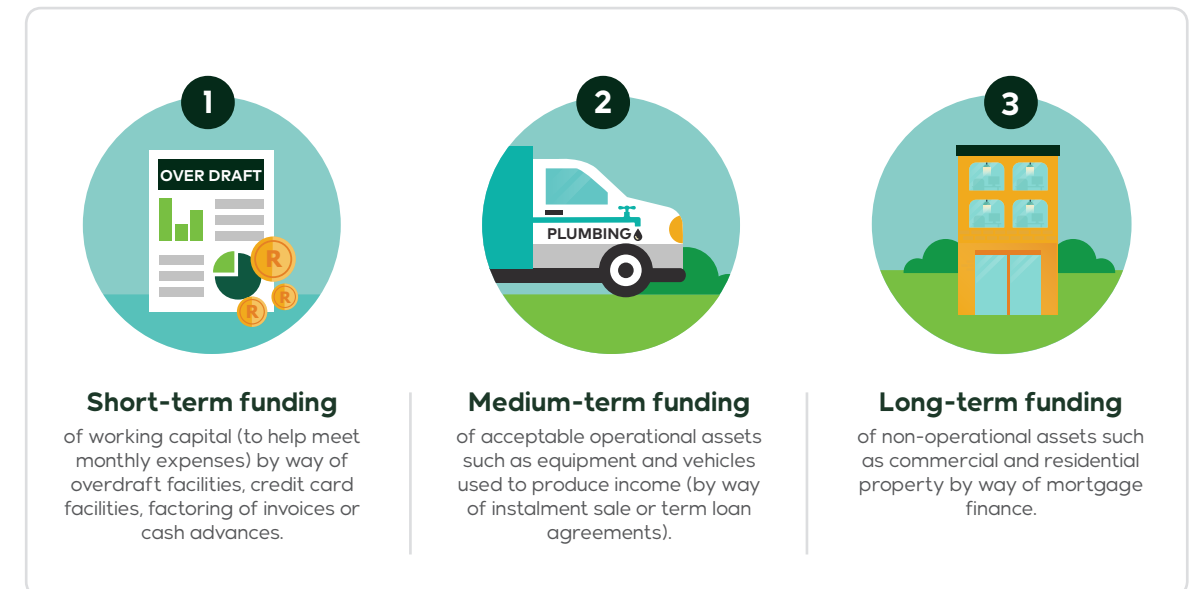 1
OVER DRAFT
R
R
R
Short-term funding
of working capital (to help meet
monthly expenses) by way of
overdraft facilities, credit card
facilities, factoring of invoices or
cash advances.
2
PLUMBING
Medium-term funding
of acceptable operational assets
such as equipment and vehicles
used to produce income (by way
of instalment sale or term loan
agreements).
3
Long-term funding
of non-operational assets such
as commercial and residential
property by way of mortgage
finance.